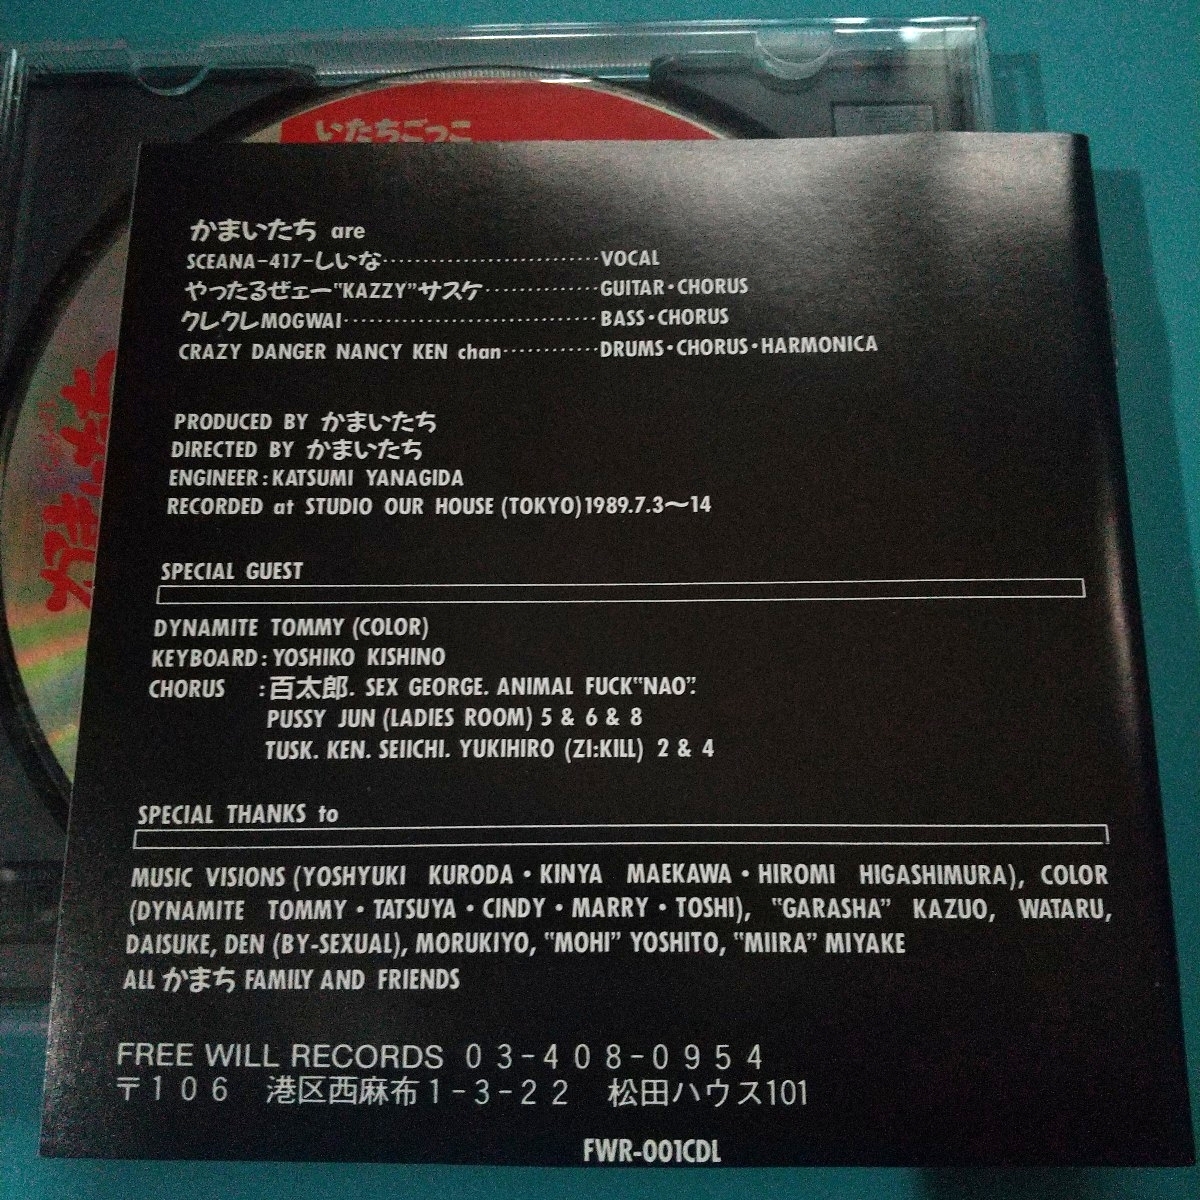 いたちごっこ
かまいたち
かまいたち are
SCEANA-417-しいな··························VOCAL
やったるぜェー"KAZZY"サスケ··············GUITAR·CHORUS
クレクレMOGWAI······························BASS·CHORUS
CRAZY DANGER NANCY KEN chan············DRUMS·CHORUS·HARMONICA
PRODUCED BY かまいたち
DIRECTED BY かまいたち
ENGINEER:KATSUMI YANAGIDA
RECORDED at STUDIO OUR HOUSE (TOKYO)1989.7.3〜14
SPECIAL GUEST
DYNAMITE TOMMY (COLOR)
KEYBOARD:YOSHIKO KISHINO
CHORUS :百太郎. SEX GEORGE. ANIMAL FUCK"NAO".
PUSSY JUN (LADIES ROOM) 5 & 6 & 8
TUSK. KEN. SEIICHI. YUKIHIRO (ZI:KILL) 2 & 4
SPECIAL THANKS to
MUSIC VISIONS (YOSHYUKI KURODA・KINYA MAEKAWA・HIROMI HIGASHIMURA), COLOR
(DYNAMITE TOMMY・TATSUYA・CINDY・MARRY・TOSHI), "GARASHA" KAZUO, WATARU,
DAISUKE, DEN (BY-SEXUAL), MORUKIYO, "MOHI" YOSHITO, "MIIRA" MIYAKE
ALL かまち FAMILY AND FRIENDS
FREE WILL RECORDS 03-408-0954
〒106 港区西麻布1-3-22 松田ハウス101
FWR-001CDL